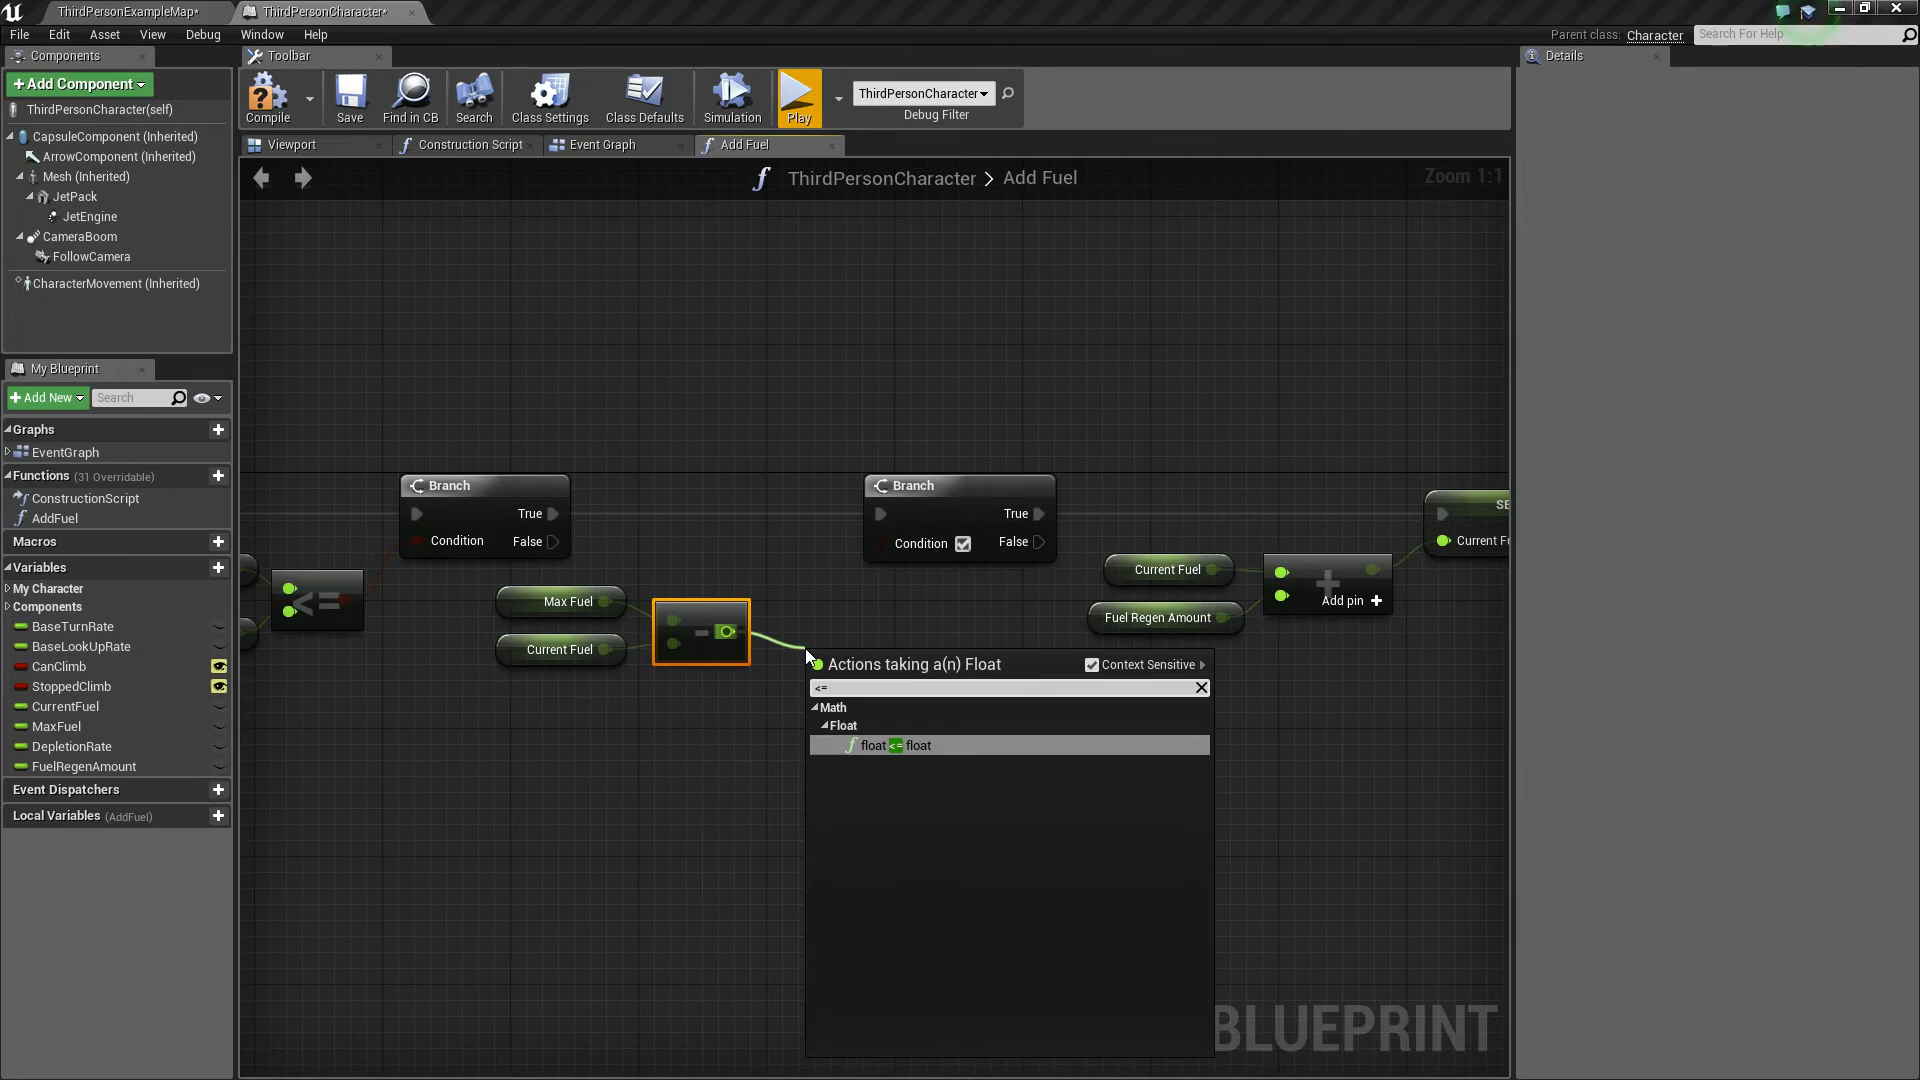 ThirdPersonExampleMap*
ThirdPersonCharacter*
File Edit Asset View Debug Window Help
Parent class: Character
Search For Help
Components
Toolbar
Details
+Add Component
ThirdPersonCharacter(self)
CapsuleComponent (Inherited)
ArrowComponent (Inherited)
Mesh (Inherited)
JetPack
JetEngine
CameraBoom
FollowCamera
CharacterMovement (Inherited)
Compile
Save
Find in CB
Search
Class Settings
Class Defaults
Simulation
Play
ThirdPersonCharacter
Debug Filter
Viewport
Construction Script
Event Graph
Add Fuel
ThirdPersonCharacter > Add Fuel
Zoom 1:1
My Blueprint
+Add New
Search
Graphs
EventGraph
Functions (31 Overridable)
ConstructionScript
AddFuel
Macros
Variables
My Character
Components
BaseTurnRate
BaseLookUpRate
CanClimb
StoppedClimb
CurrentFuel
MaxFuel
DepletionRate
FuelRegenAmount
Event Dispatchers
Local Variables (AddFuel)
Branch
True
Condition
False
<=
Max Fuel
Current Fuel
-
Branch
True
Condition
False
Current Fuel
Fuel Regen Amount
+
Add pin +
SE
Current Fu
Actions taking a(n) Float
Context Sensitive
<=
Math
Float
float <= float
BLUEPRINT